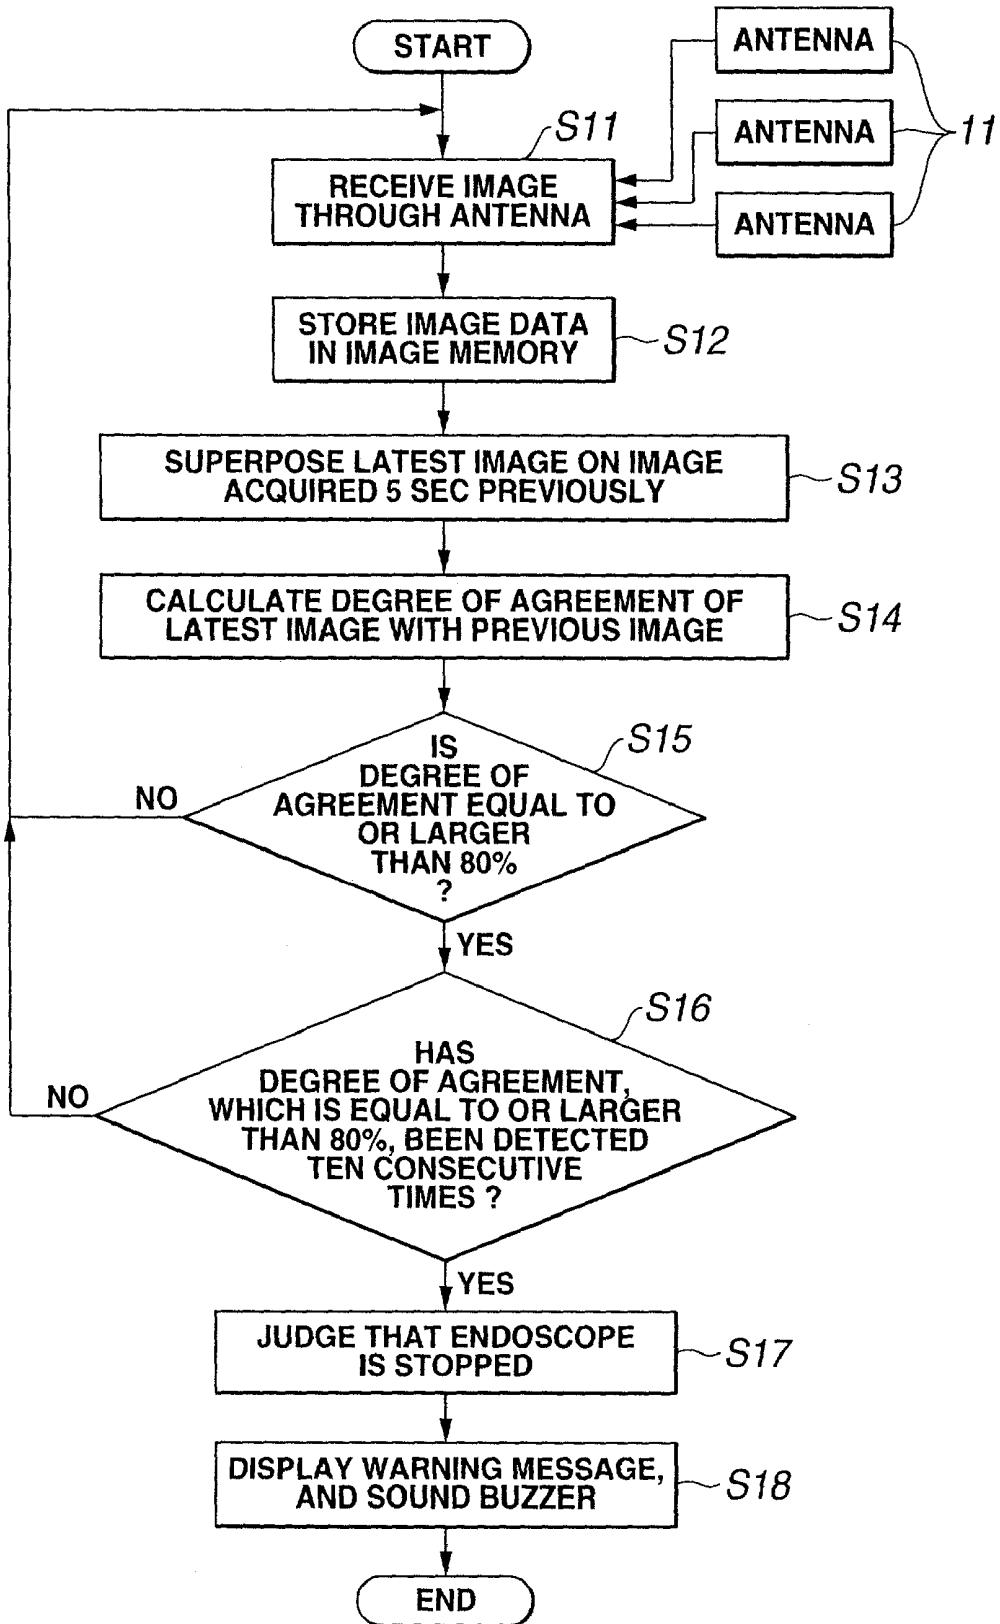 START
ANTENNA
ANTENNA
ANTENNA
11
S11
RECEIVE IMAGE
THROUGH ANTENNA
STORE IMAGE DATA
IN IMAGE MEMORY
S12
SUPERPOSE LATEST IMAGE ON IMAGE
ACQUIRED 5 SEC PREVIOUSLY
S13
CALCULATE DEGREE OF AGREEMENT OF
LATEST IMAGE WITH PREVIOUS IMAGE
S14
S15
IS
DEGREE OF
AGREEMENT EQUAL TO
OR LARGER
THAN 80%
?
NO
YES
S16
HAS
DEGREE OF AGREEMENT,
WHICH IS EQUAL TO OR LARGER
THAN 80%, BEEN DETECTED
TEN CONSECUTIVE
TIMES ?
NO
YES
JUDGE THAT ENDOSCOPE
IS STOPPED
S17
DISPLAY WARNING MESSAGE,
AND SOUND BUZZER
S18
END